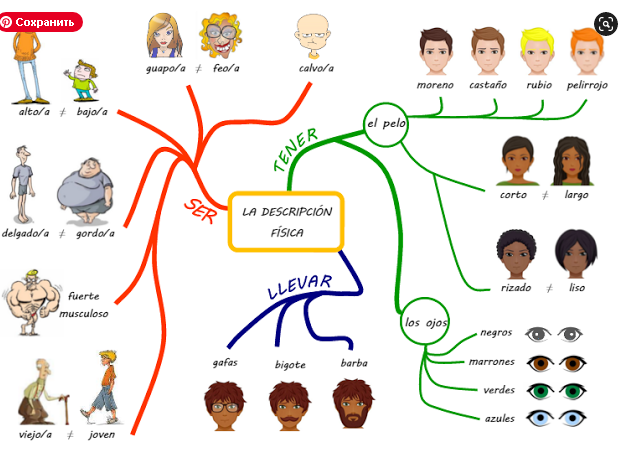 Сохранить
guapo/a ≠ feo/a
calvo/a
moreno castaño rubio pelirrojo
alto/a ≠ bajo/a
el pelo
TENER
corto ≠ largo
SER
LA DESCRIPCIÓN
FÍSICA
delgado/a ≠ gordo/a
rizado ≠ liso
LLEVAR
fuerte
musculoso
los ojos
negros
marrones
verdes
azules
gafas bigote barba
viejo/a ≠ joven